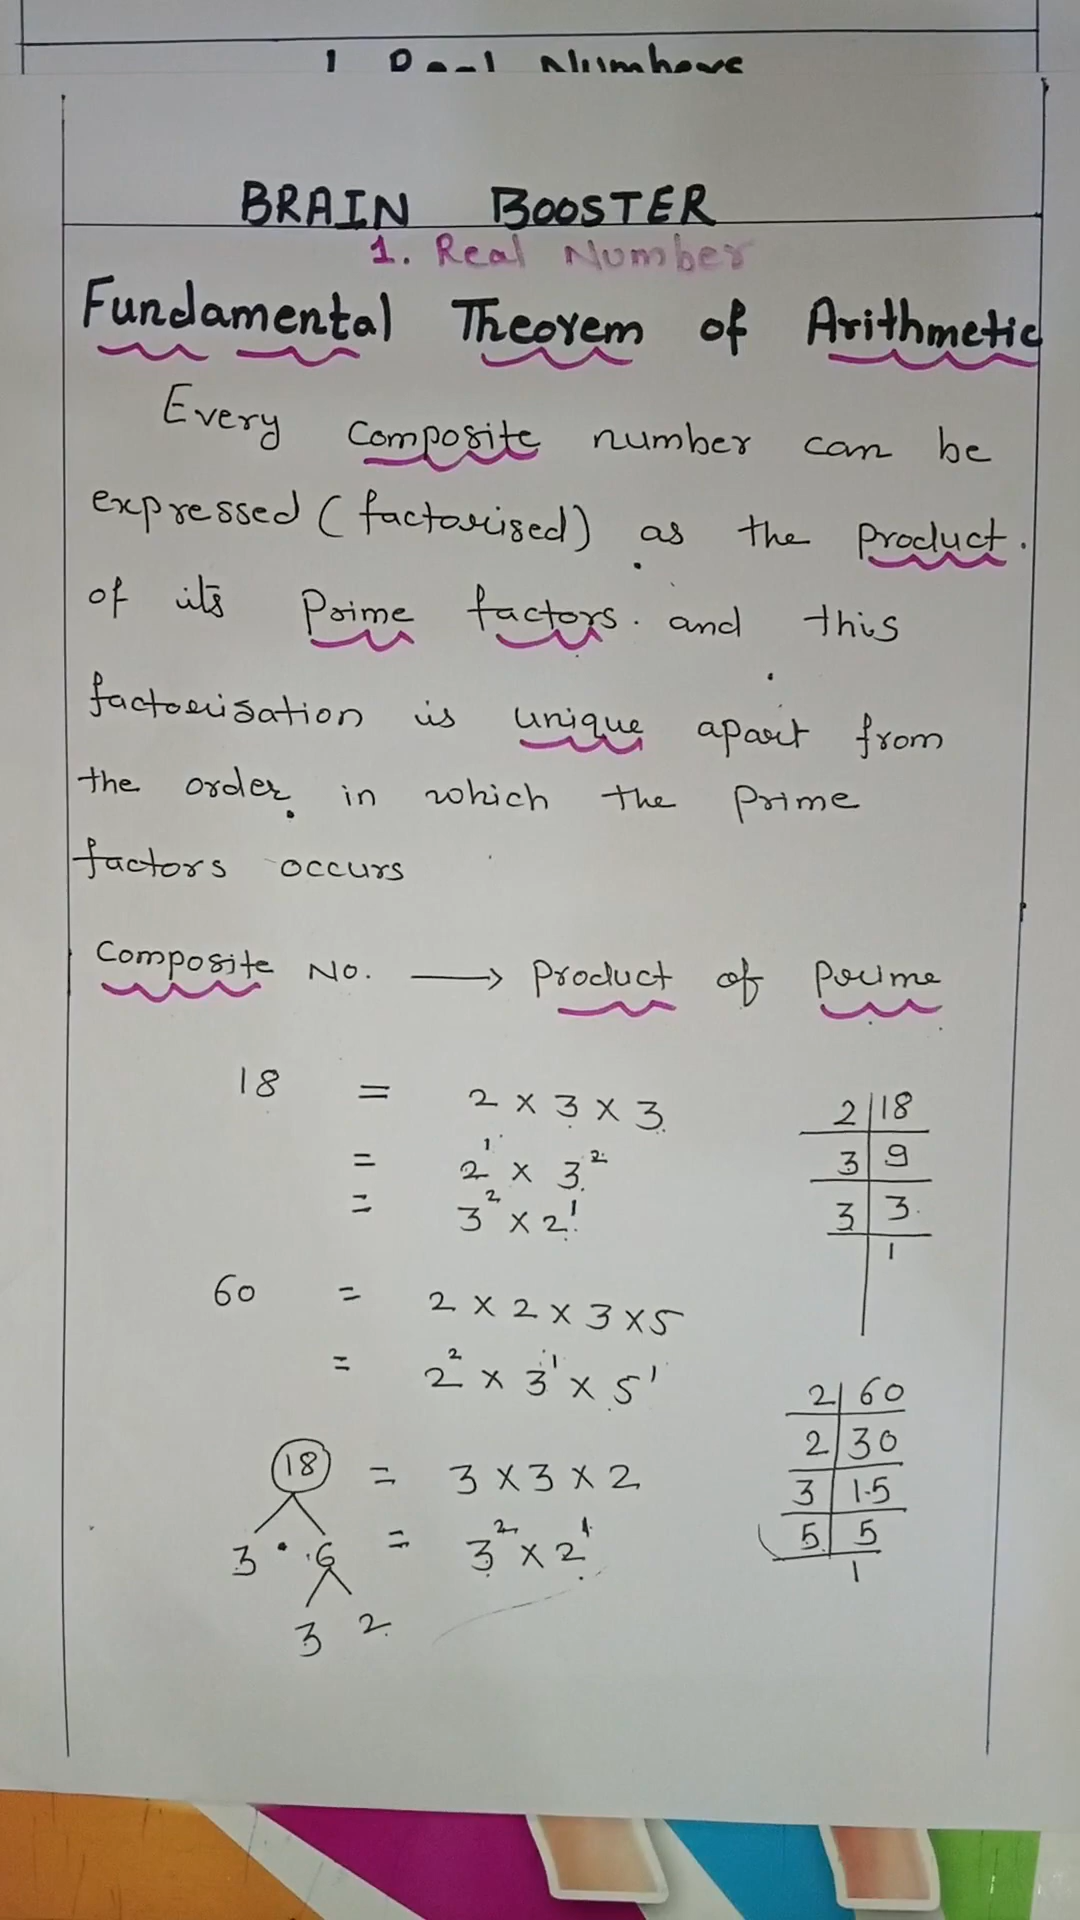 1 Real Numbers
BRAIN BOOSTER
1. Real Number
Fundamental Theorem of Arithmetic
Every composite number can be
expressed (factorised) as the product.
of its prime factors. and this
factorisation is unique apart from
the order in which the prime
factors occurs
Composite No. ⟶ product of prime
18 = 2 × 3 × 3
= 2¹ × 3²
= 3² × 2¹
2 | 18
3 | 9
3 | 3
1
60 = 2 × 2 × 3 × 5
= 2² × 3¹ × 5¹
2 | 60
2 | 30
3 | 15
5 | 5
1
18 = 3 × 3 × 2
3 · 6 = 3² × 2¹
3 2